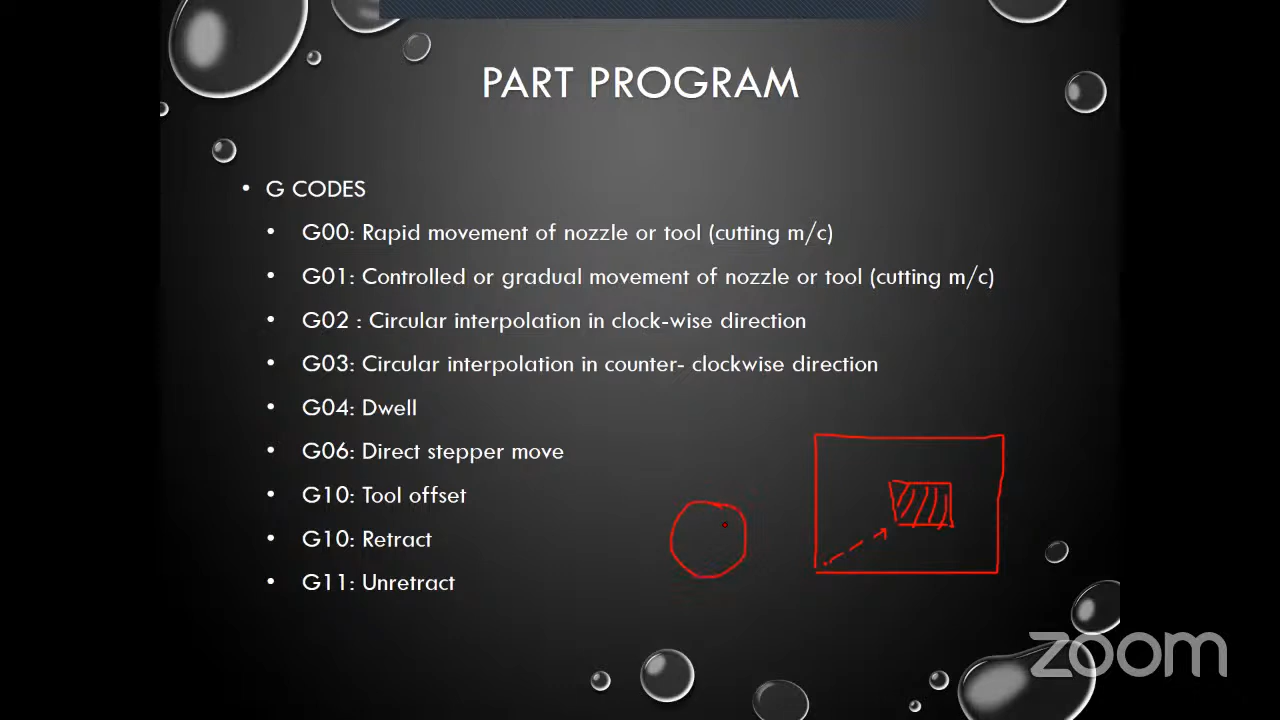 PART PROGRAM
• G CODES
• G00: Rapid movement of nozzle or tool (cutting m/c)
• G01: Controlled or gradual movement of nozzle or tool (cutting m/c)
• G02 : Circular interpolation in clock-wise direction
• G03: Circular interpolation in counter- clockwise direction
• G04: Dwell
• G06: Direct stepper move
• G10: Tool offset
• G10: Retract
• G11: Unretract
zoom